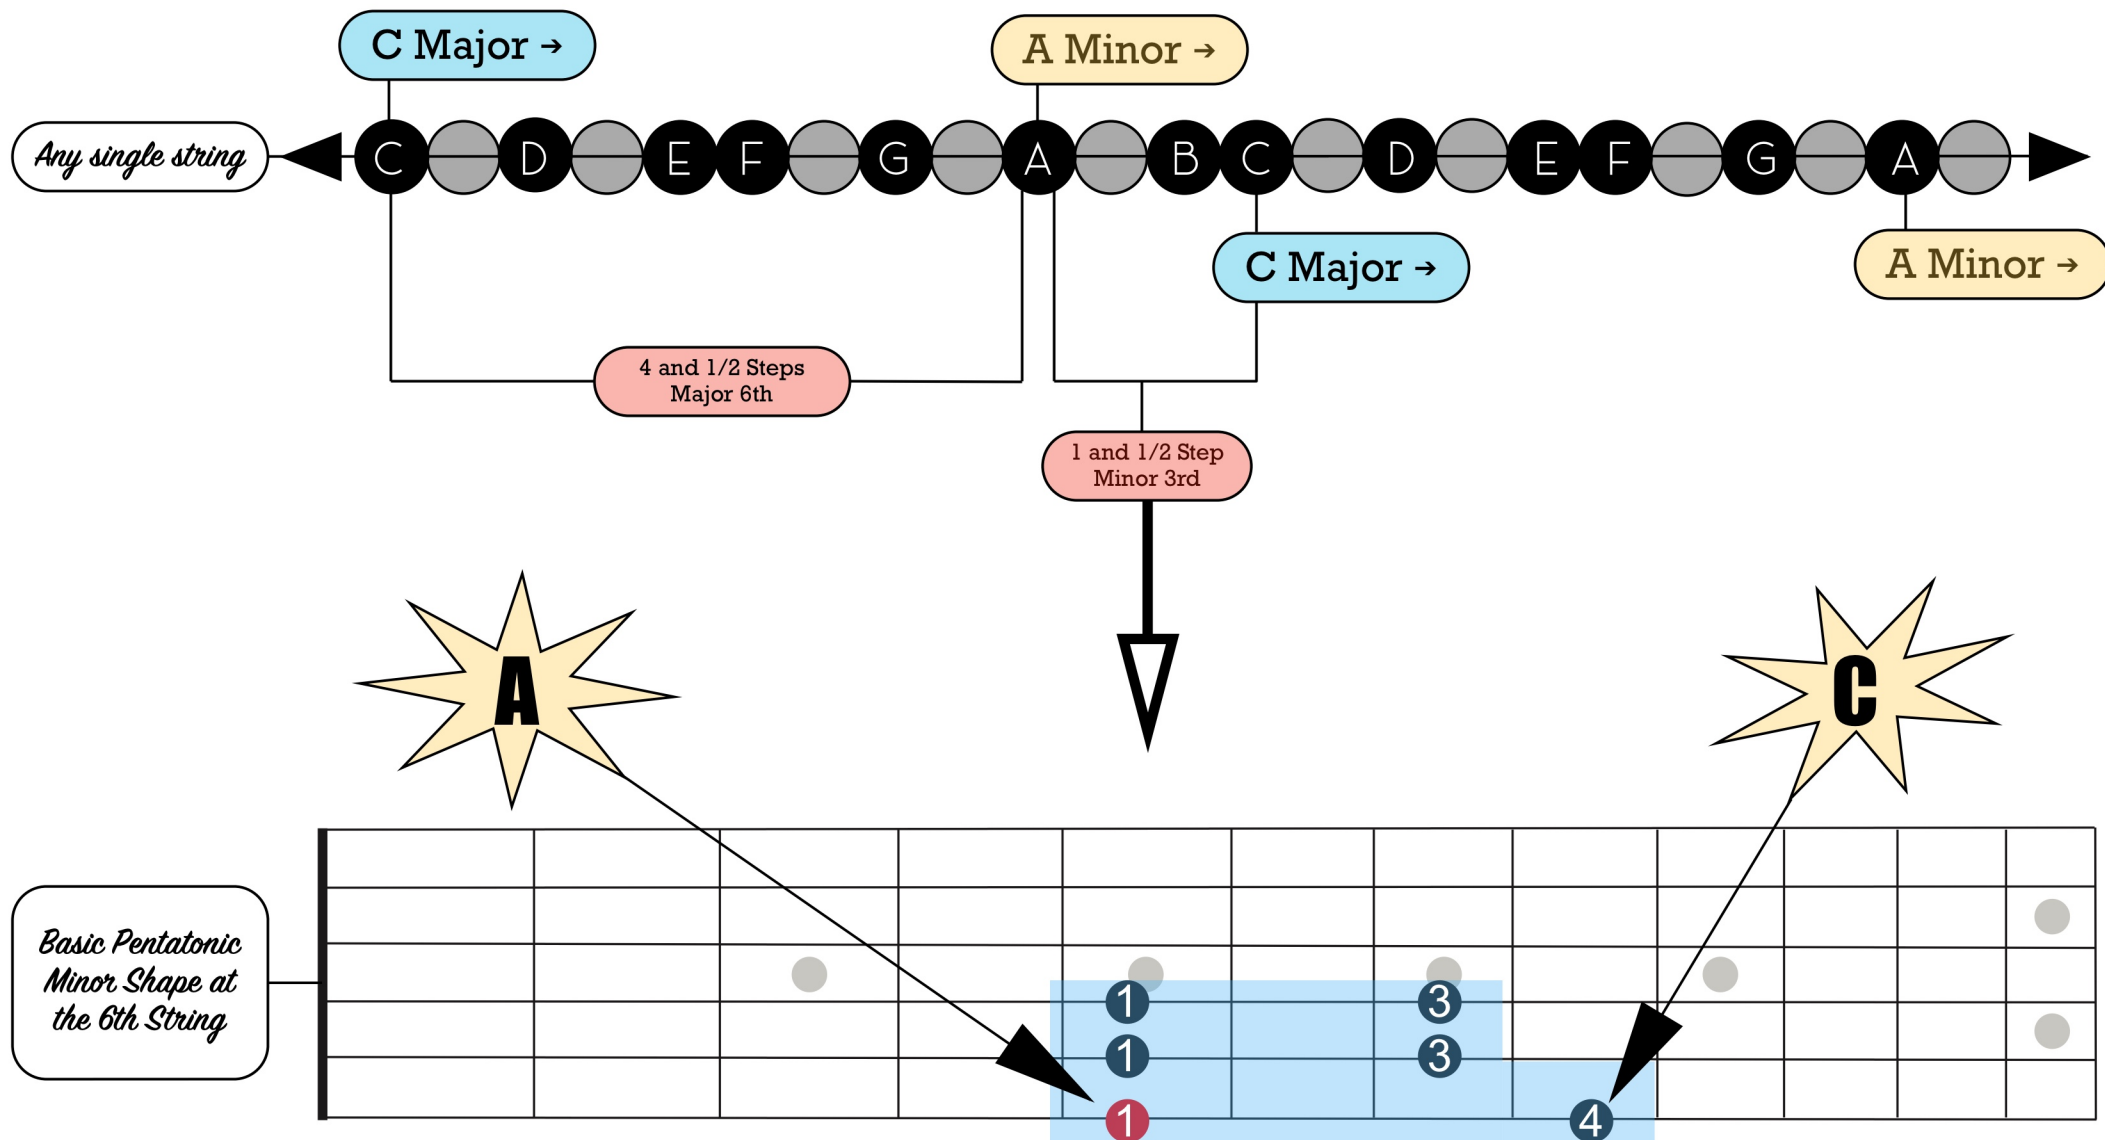 C Major →
A Minor →
Any single string
C D E F G A B C D E F G A
C Major →
A Minor →
4 and 1/2 Steps
Major 6th
1 and 1/2 Step
Minor 3rd
A
C
Basic Pentatonic
Minor Shape at
the 6th String
1 3
1 3
1 4